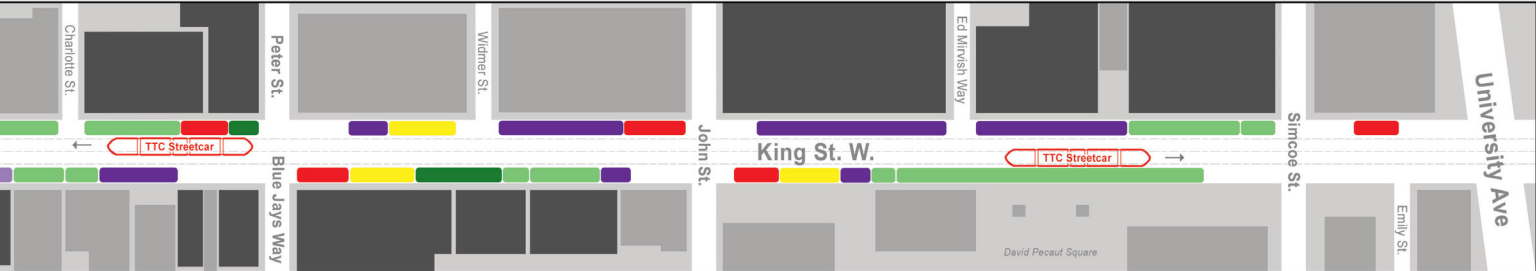 Charlotte St.
Peter St.
Widmer St.
Ed Mirvish Way
University Ave
TTC Streetcar
John St.
King St. W.
TTC Streetcar
Simcoe St.
Blue Jays Way
Emily St.
David Pecaut Square